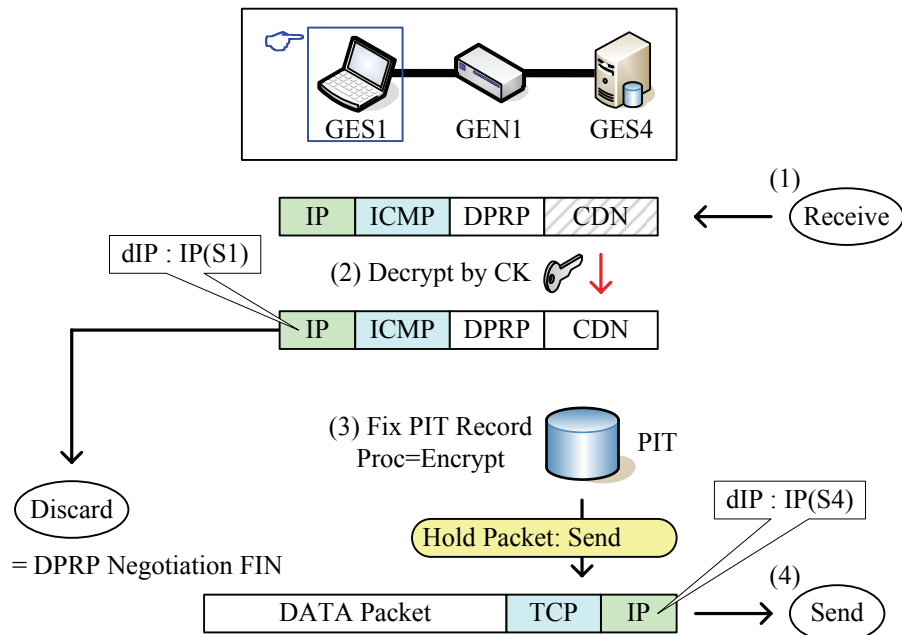 GES1 GEN1 GES4
(1)
Receive
IP ICMP DPRP CDN
dIP : IP(S1)
(2) Decrypt by CK
IP ICMP DPRP CDN
(3) Fix PIT Record
Proc=Encrypt
PIT
Discard
= DPRP Negotiation FIN
dIP : IP(S4)
Hold Packet: Send
DATA Packet TCP IP
(4)
Send